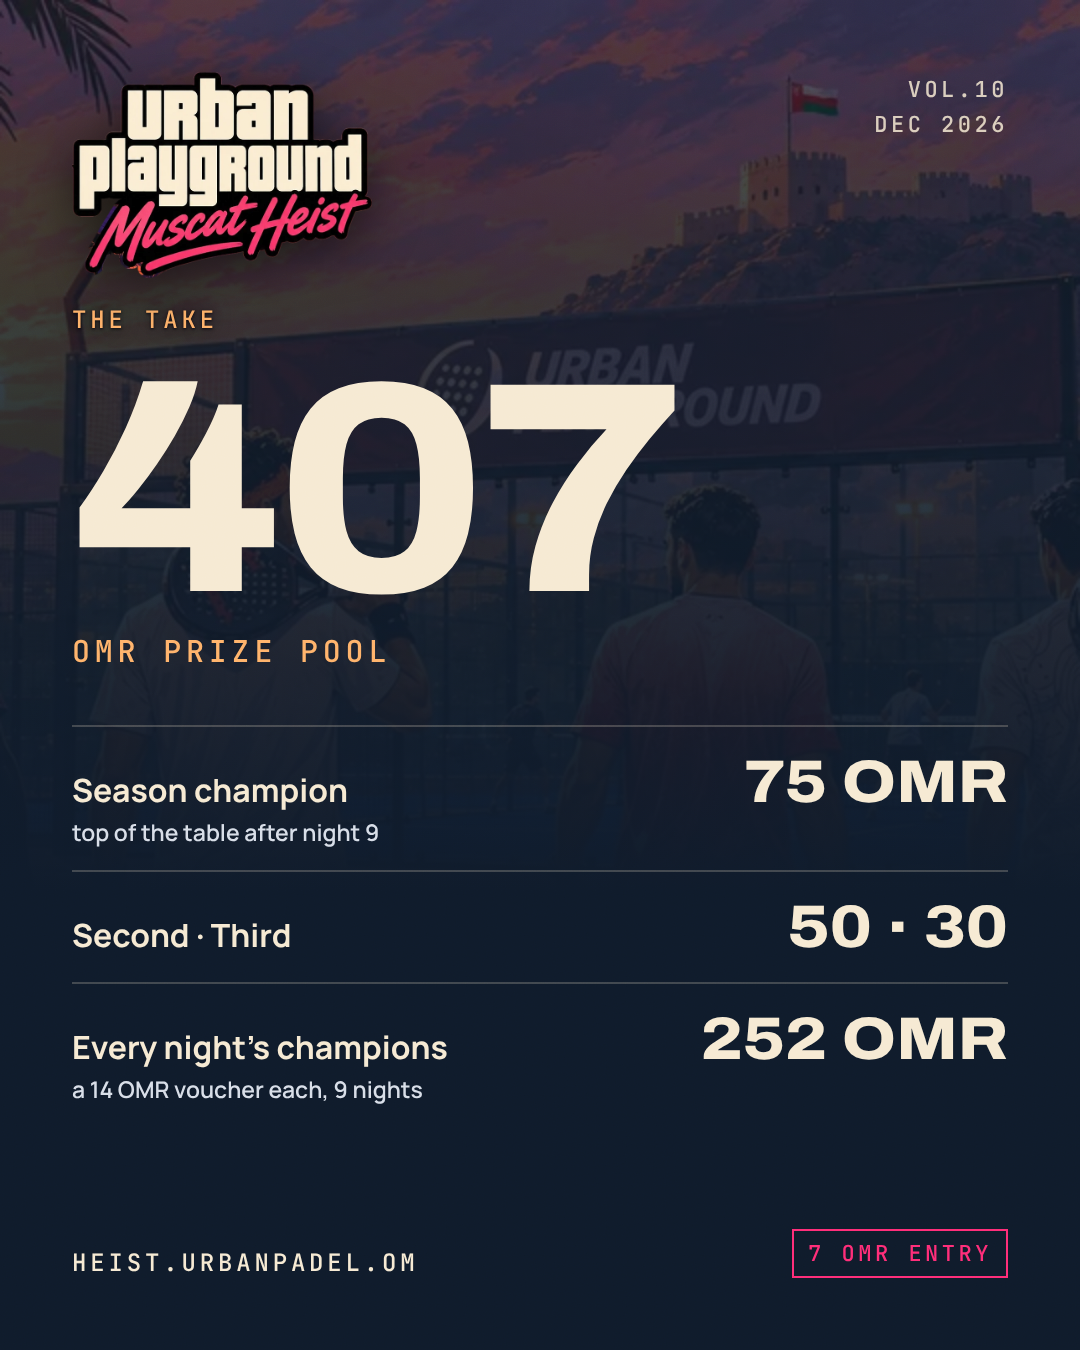 urban
playground
Muscat Heist
VOL.10
DEC 2026
THE TAKE
URBAN
OUND
407
OMR PRIZE POOL
Season champion
75 OMR
top of the table after night 9
Second · Third
50 · 30
Every night’s champions
252 OMR
a 14 OMR voucher each, 9 nights
HEIST.URBANPADEL.OM
7 OMR ENTRY